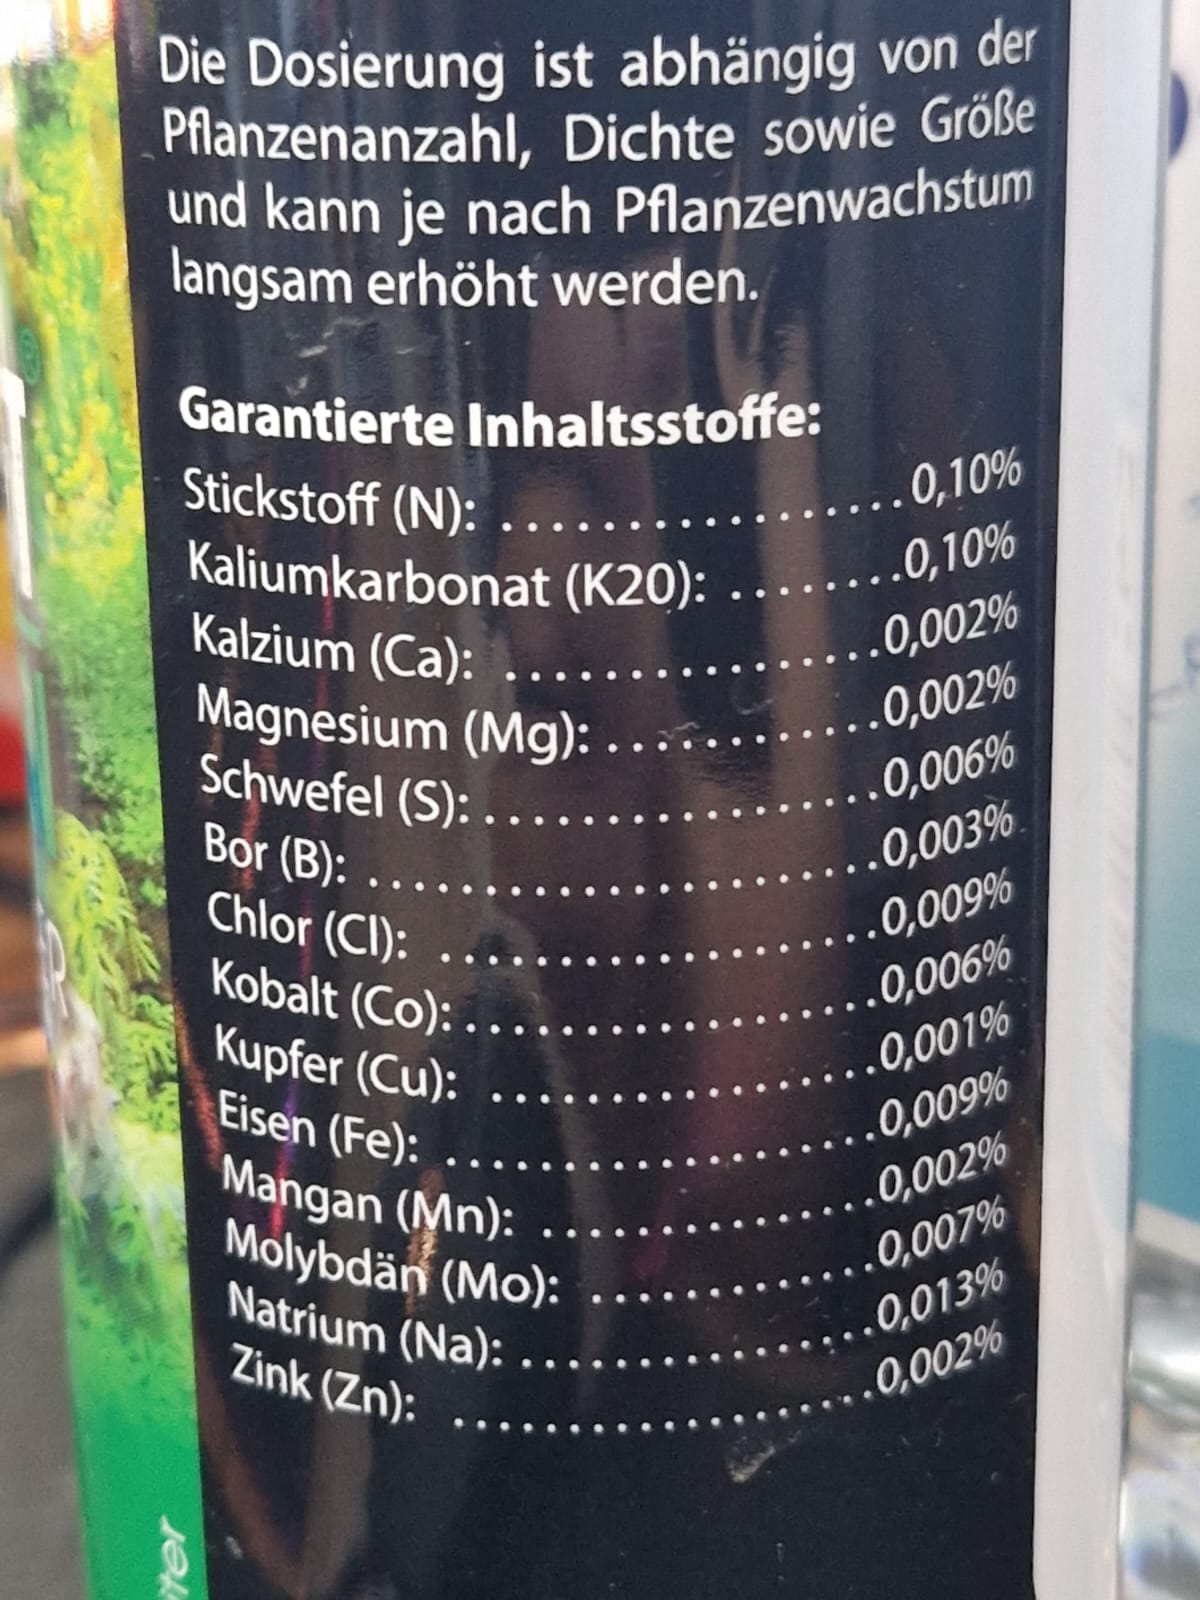 Die Dosierung ist abhängig von der
Pflanzenanzahl, Dichte sowie Größe
und kann je nach Pflanzenwachstum
langsam erhöht werden.
Garantierte Inhaltsstoffe:
Stickstoff (N): ..................0,10%
Kaliumkarbonat (K20): ........0,10%
Kalzium (Ca): ................0,002%
Magnesium (Mg): ............0,002%
Schwefel (S): .................0,006%
Bor (B): .....................0,003%
Chlor (Cl): ...................0,009%
Kobalt (Co): ..................0,006%
Kupfer (Cu): .................0,001%
Eisen (Fe): ...................0,009%
Mangan (Mn): ...............0,002%
Molybdän (Mo): .............0,007%
Natrium (Na): ................0,013%
Zink (Zn): ...................0,002%